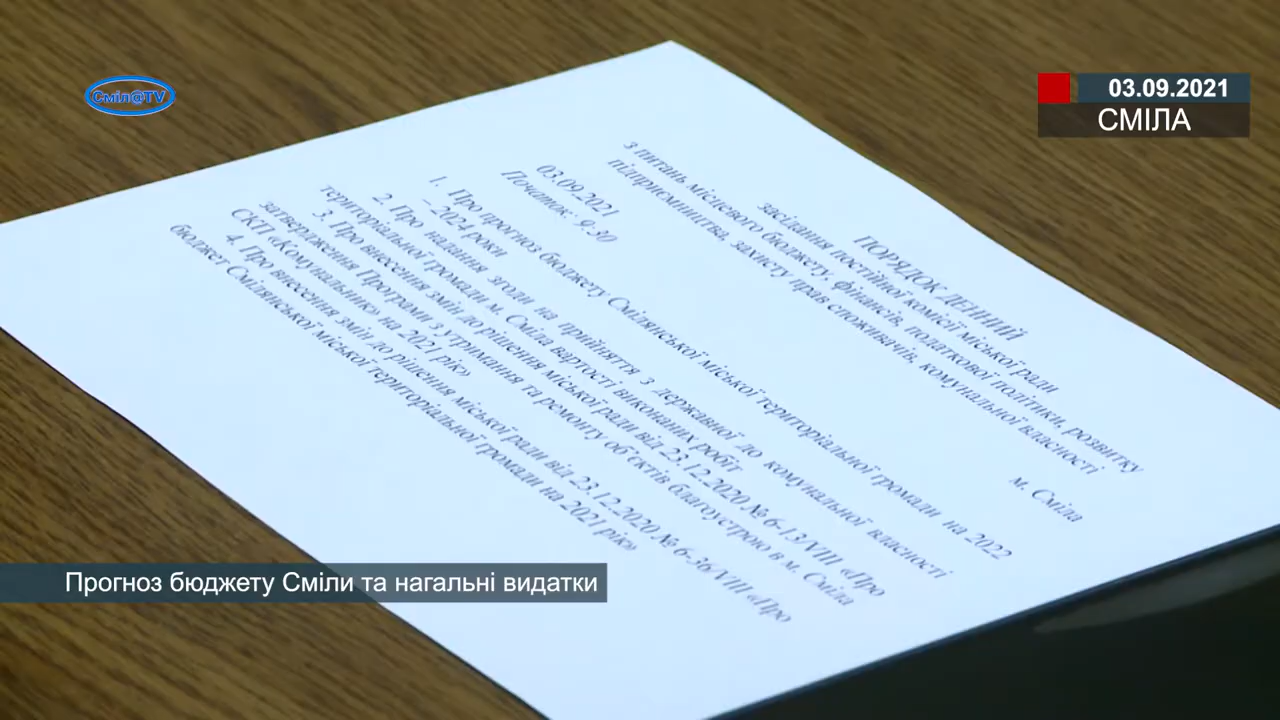 Сміл@TV
03.09.2021
СМІЛА
ПОРЯДОК ДЕННИЙ
засідання постійної комісії міської ради
з питань місцевого бюджету, фінансів, податкової політики, розвитку
підприємництва, захисту прав споживачів, комунальної власності
03.09.2021
м. Сміла
Початок: 9.30
1. Про прогноз бюджету Смілянської міської територіальної громади на 2022
– 2024 роки
2. Про надання згоди на прийняття з державної до комунальної власності
територіальної громади м. Сміла вартості виконаних робіт
3. Про внесення змін до рішення міської ради від 23.12.2020 № 6-13/VIII «Про
затвердження Програми з утримання та ремонту об'єктів благоустрою в м. Сміла
СКП «Комунальник» на 2021 рік»
4. Про внесення змін до рішення міської ради від 23.12.2020 № 6-36/VIII «Про
бюджет Смілянської міської територіальної громади на 2021 рік»
Прогноз бюджету Сміли та нагальні видатки